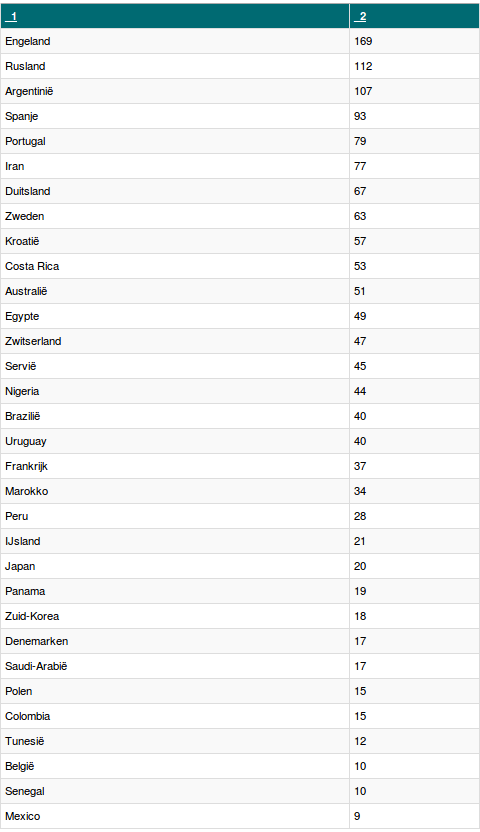 _1 _2
Engeland 169
Rusland 112
Argentinië 107
Spanje 93
Portugal 79
Iran 77
Duitsland 67
Zweden 63
Kroatië 57
Costa Rica 53
Australië 51
Egypte 49
Zwitserland 47
Servië 45
Nigeria 44
Brazilië 40
Uruguay 40
Frankrijk 37
Marokko 34
Peru 28
IJsland 21
Japan 20
Panama 19
Zuid-Korea 18
Denemarken 17
Saudi-Arabië 17
Polen 15
Colombia 15
Tunesië 12
België 10
Senegal 10
Mexico 9